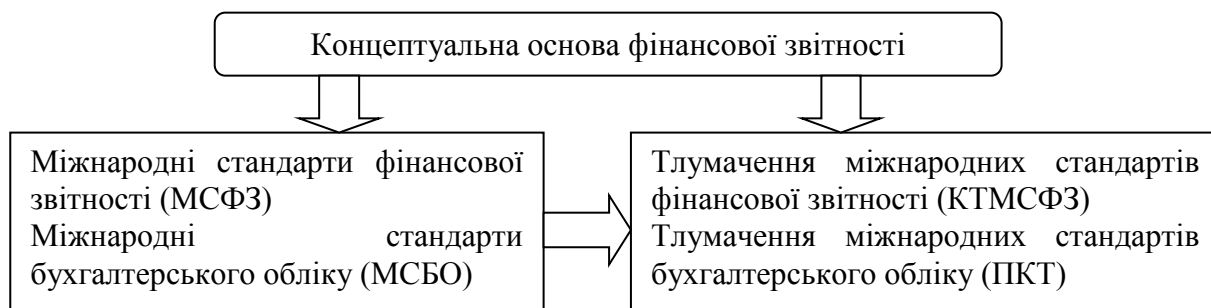 Концептуальна основа фінансової звітності
Міжнародні стандарти фінансової
звітності (МСФЗ)
Міжнародні стандарти
бухгалтерського обліку (МСБО)
Тлумачення міжнародних стандартів
фінансової звітності (КТМСФЗ)
Тлумачення міжнародних стандартів
бухгалтерського обліку (ПКТ)